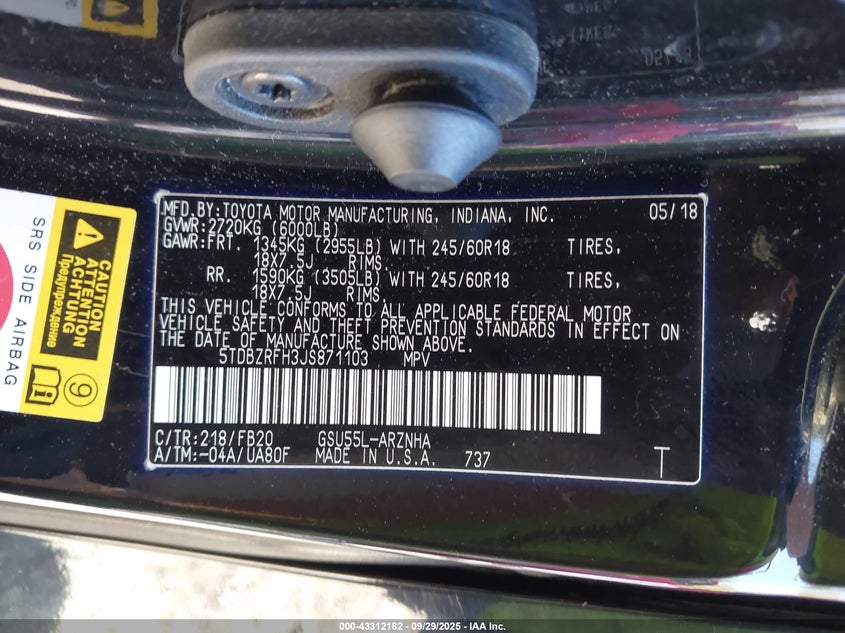 MFD.BY:TOYOTA MOTOR MANUFACTURING, INDIANA, INC. 05/18
GVWR:2720KG (6000LB)
GAWR:FRT. 1345KG (2955LB) WITH 245/60R18 TIRES,
18X7.5J RIMS.
RR. 1590KG (3505LB) WITH 245/60R18 TIRES,
18X7.5J RIMS.
THIS VEHICLE CONFORMS TO ALL APPLICABLE FEDERAL MOTOR
VEHICLE SAFETY AND THEFT PREVENTION STANDARDS IN EFFECT ON
THE DATE OF MANUFACTURE SHOWN ABOVE.
5TDBZRFH3JS871103 MPV
C/TR:218/FB20 GSU55L-ARZNHA
A/TM:-04A/UA80F MADE IN U.S.A. 737 T
SRS SIDE AIRBAG
CAUTION
ATTENTION
ACHTUNG
Предупреждение
9
000-43312182 - 09/29/2025 - IAA Inc.